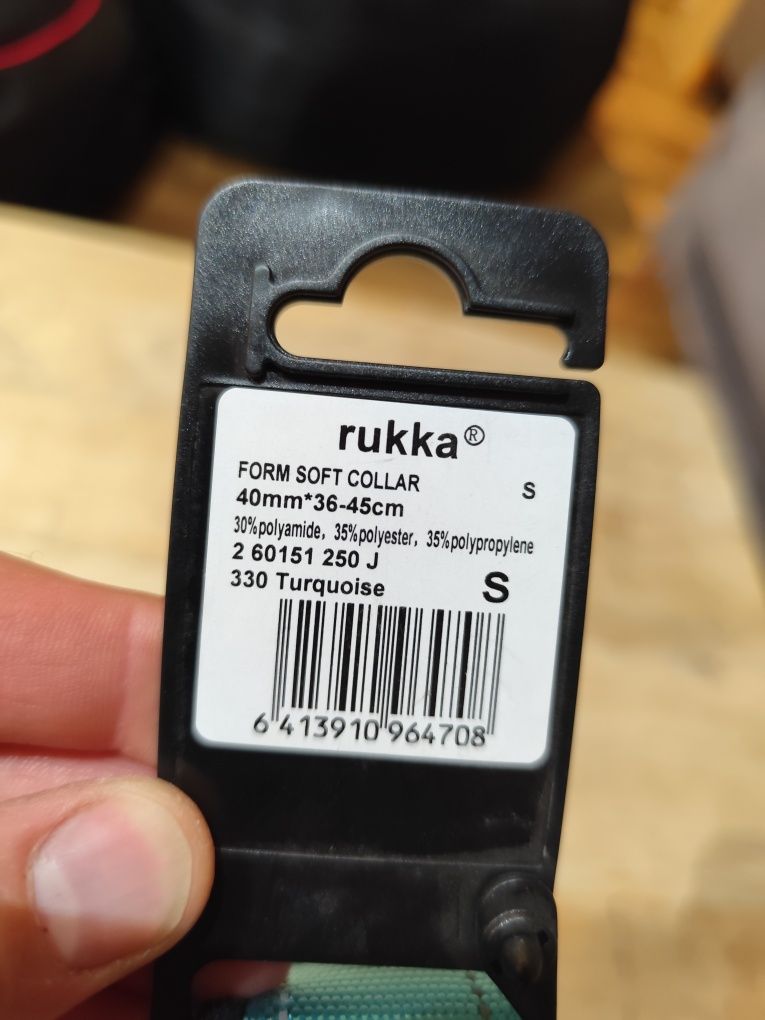 rukka®
FORM SOFT COLLAR S
40mm*36-45cm
30%polyamide, 35%polyester, 35%polypropylene
2 60151 250 J
330 Turquoise S
6 413910 964708